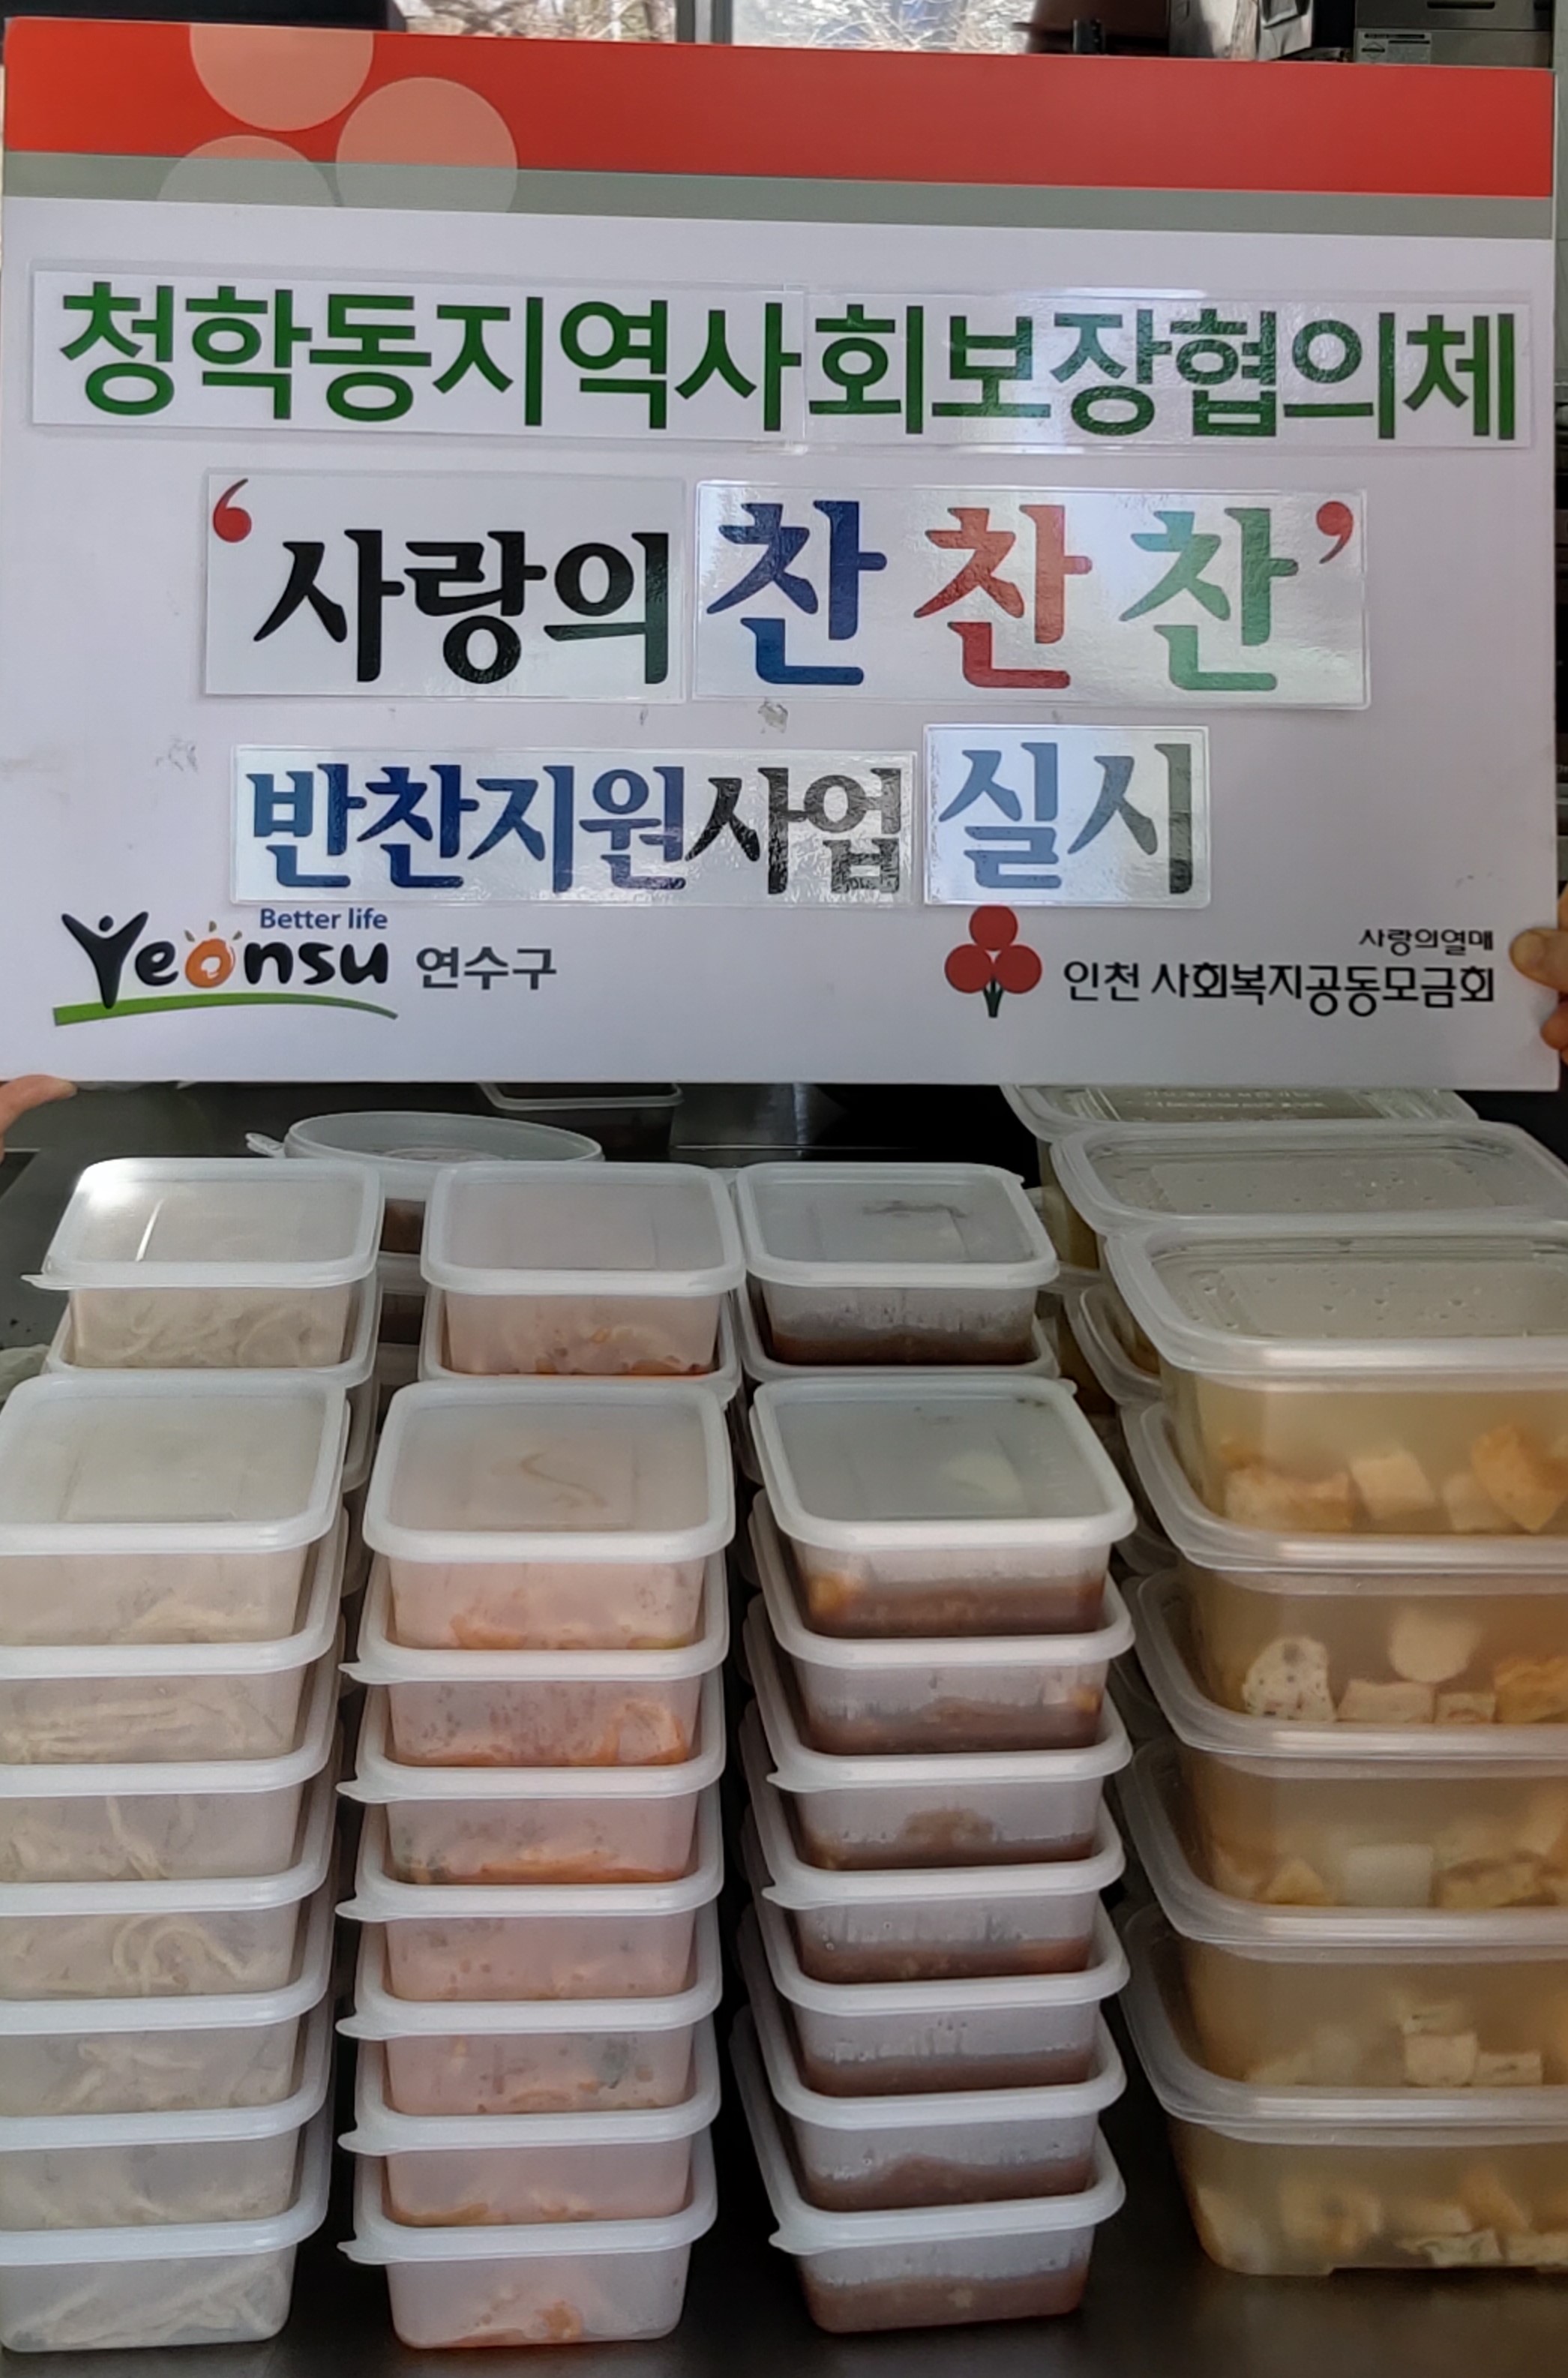 청학동지역사회보장협의체
‘사랑의 찬 찬 찬’
반찬지원사업 실시
Better life
Yeonsu 연수구
사랑의열매
인천 사회복지공동모금회